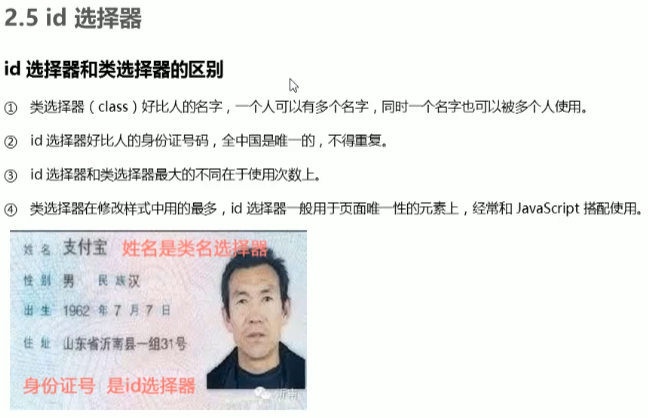 2.5 id 选择器
id 选择器和类选择器的区别
① 类选择器（class）好比人的名字，一个人可以有多个名字，同时一个名字也可以被多个人使用。
② id 选择器好比人的身份证号码，全中国是唯一的，不得重复。
③ id 选择器和类选择器最大的不同在于使用次数上。
④ 类选择器在修改样式中用的最多，id 选择器一般用于页面唯一性的元素上，经常和 JavaScript 搭配使用。
姓名 支付宝 姓名是类名选择器
性别 男 民族汉
出生 1962 年 7 月 7 日
住址 山东省沂南县一组31号
身份证号 是id选择器